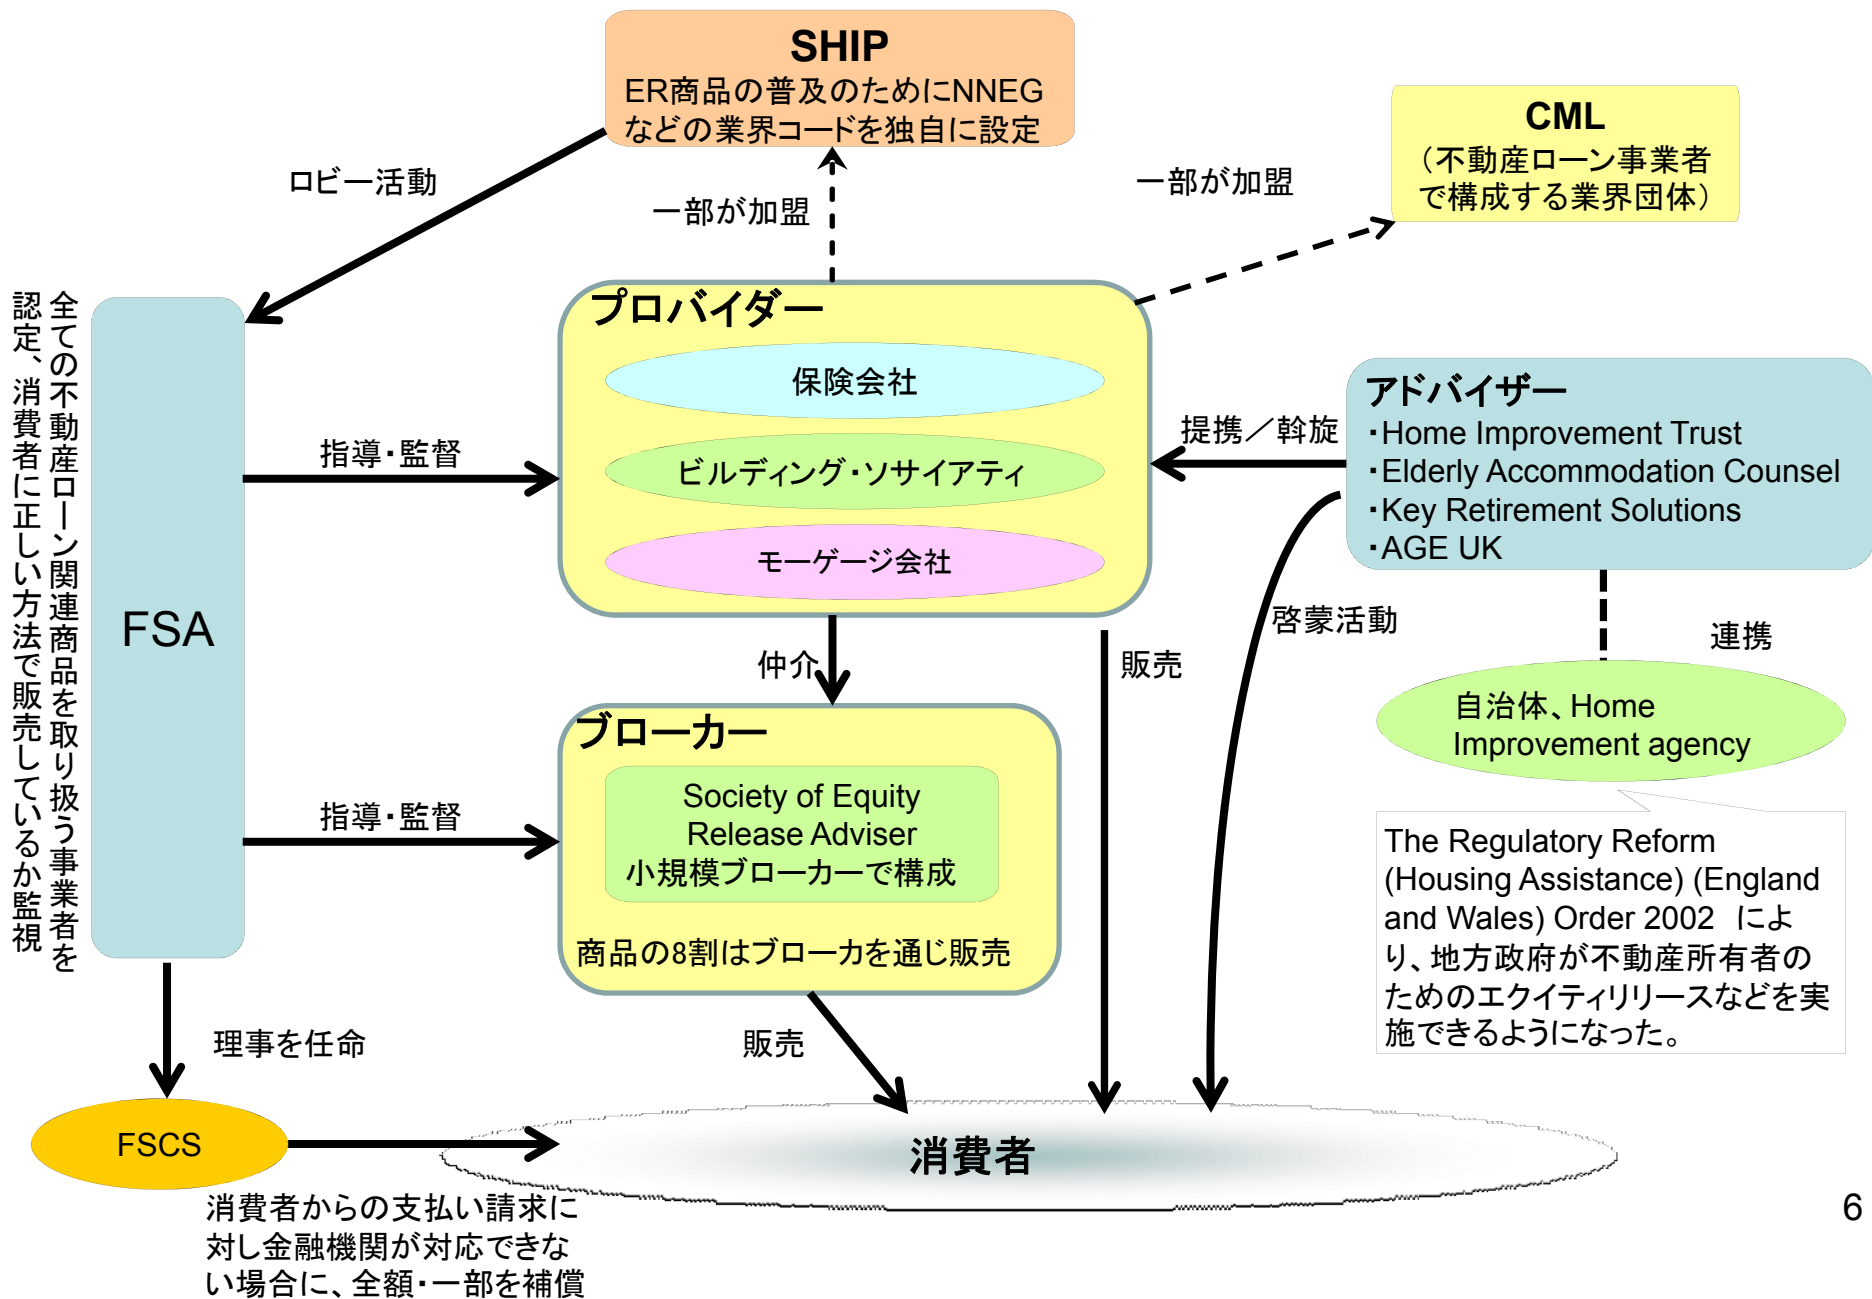 SHIP
ER商品の普及のためにNNEG
などの業界コードを独自に設定
CML
（不動産ローン事業者
で構成する業界団体）
ロビー活動
一部が加盟
一部が加盟
全ての不動産ローン関連商品を取り扱う事業者を
認定、消費者に正しい方法で販売しているか監視
FSA
プロバイダー
保険会社
ビルディング・ソサイアティ
モーゲージ会社
指導・監督
提携／斡旋
アドバイザー
・Home Improvement Trust
・Elderly Accommodation Counsel
・Key Retirement Solutions
・AGE UK
仲介
販売
啓蒙活動
連携
自治体、Home
Improvement agency
ブローカー
Society of Equity
Release Adviser
小規模ブローカーで構成
商品の8割はブローカを通じ販売
指導・監督
The Regulatory Reform
(Housing Assistance) (England
and Wales) Order 2002　によ
り、地方政府が不動産所有者の
ためのエクイティリリースなどを実
施できるようになった。
理事を任命
販売
FSCS
消費者
消費者からの支払い請求に
対し金融機関が対応できな
い場合に、全額・一部を補償
6